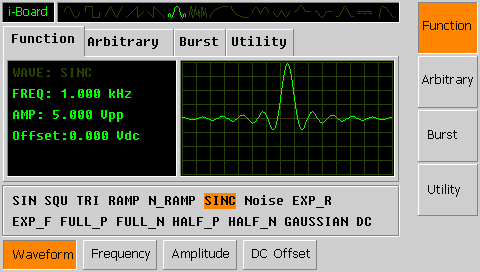 i-Board
Function Arbitrary Burst Utility
WAVE: SINC
FREQ: 1.000 kHz
AMP: 5.000 Vpp
Offset:0.000 Vdc
SIN SQU TRI RAMP N_RAMP SINC Noise EXP_R
EXP_F FULL_P FULL_N HALF_P HALF_N GAUSSIAN DC
Waveform Frequency Amplitude DC Offset
Function
Arbitrary
Burst
Utility